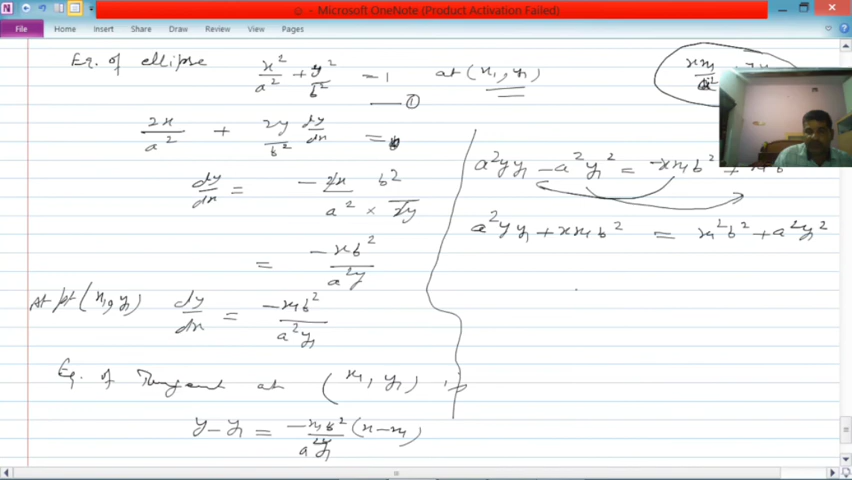 Microsoft OneNote (Product Activation Failed)
File Home Insert Draw Review History View Pages
Eq. of ellipse x²/a² + y²/b² = 1 at (x₁, y₁)
①
2x/a² + 2y/b² dy/dx = 0
dy/dx = -2x b² / a² × 2y
= -xb² / a²y
At pt (x₁, y₁) dy/dx = -x₁b² / a²y₁
Eq. of Tangent at (x₁, y₁) is
y - y₁ = -x₁b² / a²y₁ (x - x₁)
xx₁/a²
a²yy₁ - a²y₁² = -xx₁b² +
a²yy₁ + xx₁b² = x₁²b² + a²y₁²